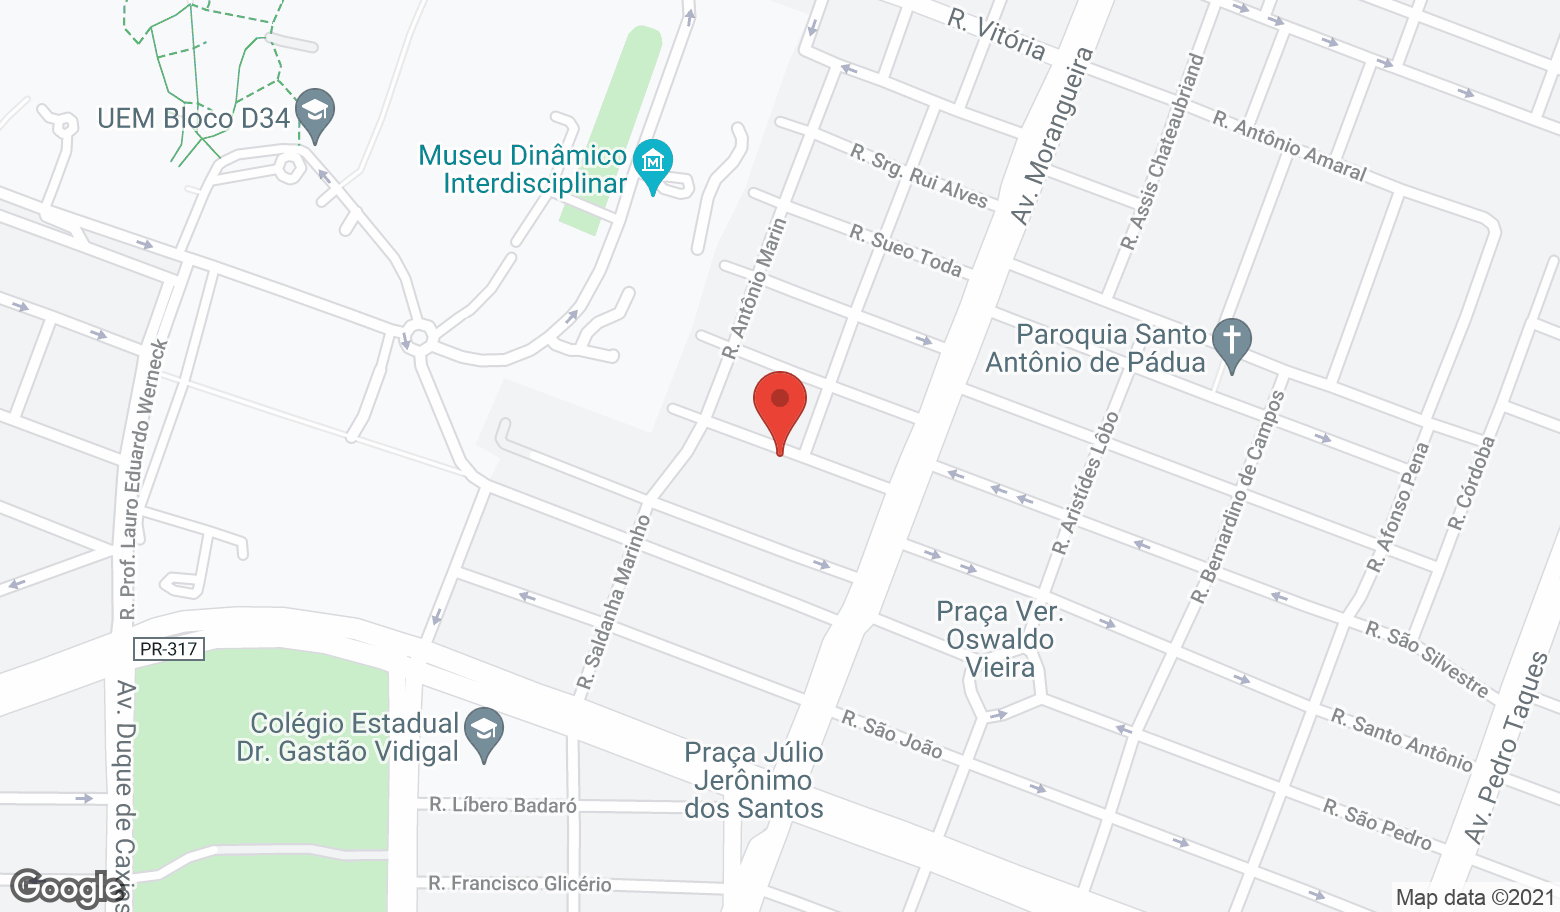 R. Vitória
UEM Bloco D34
Museu Dinâmico
Interdisciplinar
R. Srg. Rui Alves
Av. Morangueira
R. Assis Chateaubriand
R. Antônio Amaral
R. Sueo Toda
R. Antônio Marin
Paroquia Santo
Antônio de Pádua
R. Prof. Lauro Eduardo Werneck
R. Aristídes Lôbo
R. Bernardino de Campos
R. Afonso Pena
R. Córdoba
R. Saldanha Marinho
Praça Ver.
Oswaldo
Vieira
R. São Silvestre
PR-317
Av. Duque de Caxias
Colégio Estadual
Dr. Gastão Vidigal
Praça Júlio
Jerônimo
dos Santos
R. São João
R. Santo Antônio
Av. Pedro Taques
R. São Pedro
R. Líbero Badaró
R. Francisco Glicério
Google
Map data ©2021